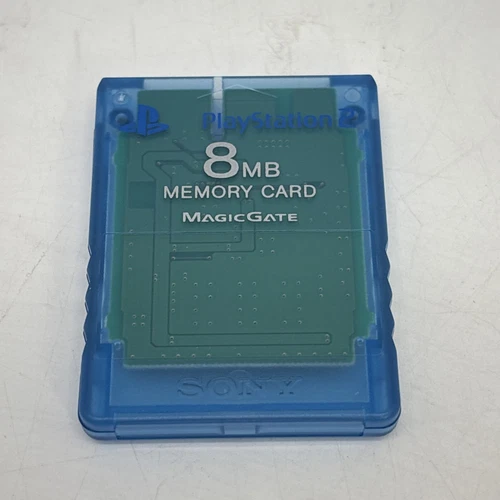 PlayStation 2
8MB
MEMORY CARD
MAGICGATE
SONY